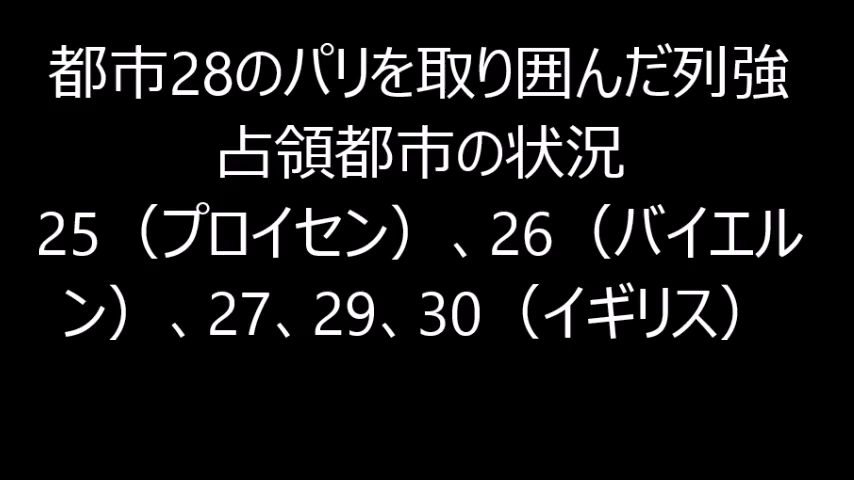 都市28のパリを取り囲んだ列強
占領都市の状況
25（プロイセン）、26（バイエル
ン）、27、29、30（イギリス）